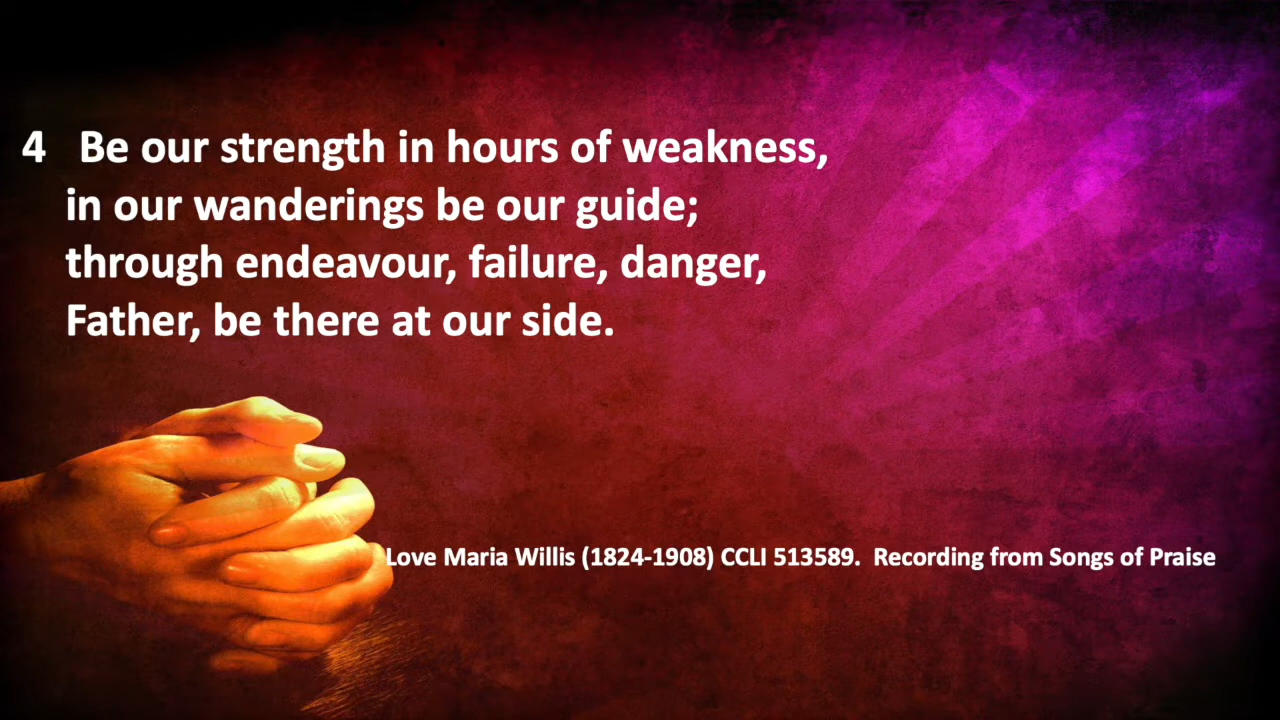 4 Be our strength in hours of weakness,
in our wanderings be our guide;
through endeavour, failure, danger,
Father, be there at our side.
Love Maria Willis (1824-1908) CCLI 513589. Recording from Songs of Praise